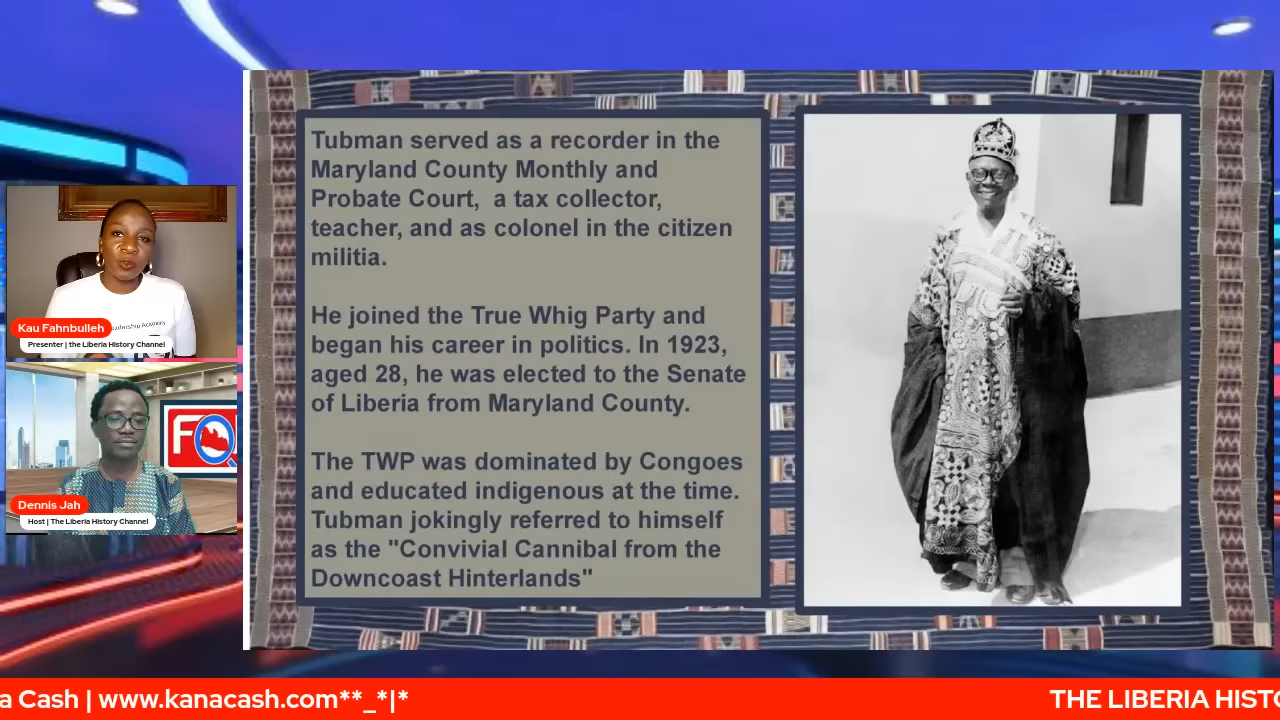 Tubman served as a recorder in the
Maryland County Monthly and
Probate Court,  a tax collector,
teacher, and as colonel in the citizen
militia.
He joined the True Whig Party and
began his career in politics. In 1923,
aged 28, he was elected to the Senate
of Liberia from Maryland County.
The TWP was dominated by Congoes
and educated indigenous at the time.
Tubman jokingly referred to himself
as the "Convivial Cannibal from the
Downcoast Hinterlands"
eadership Academy
Kau Fahnbulleh
Presenter | the Liberia History Channel
FQ
Dennis Jah
Host | The Liberia History Channel
a Cash | www.kanacash.com**_*|*
THE LIBERIA HISTO